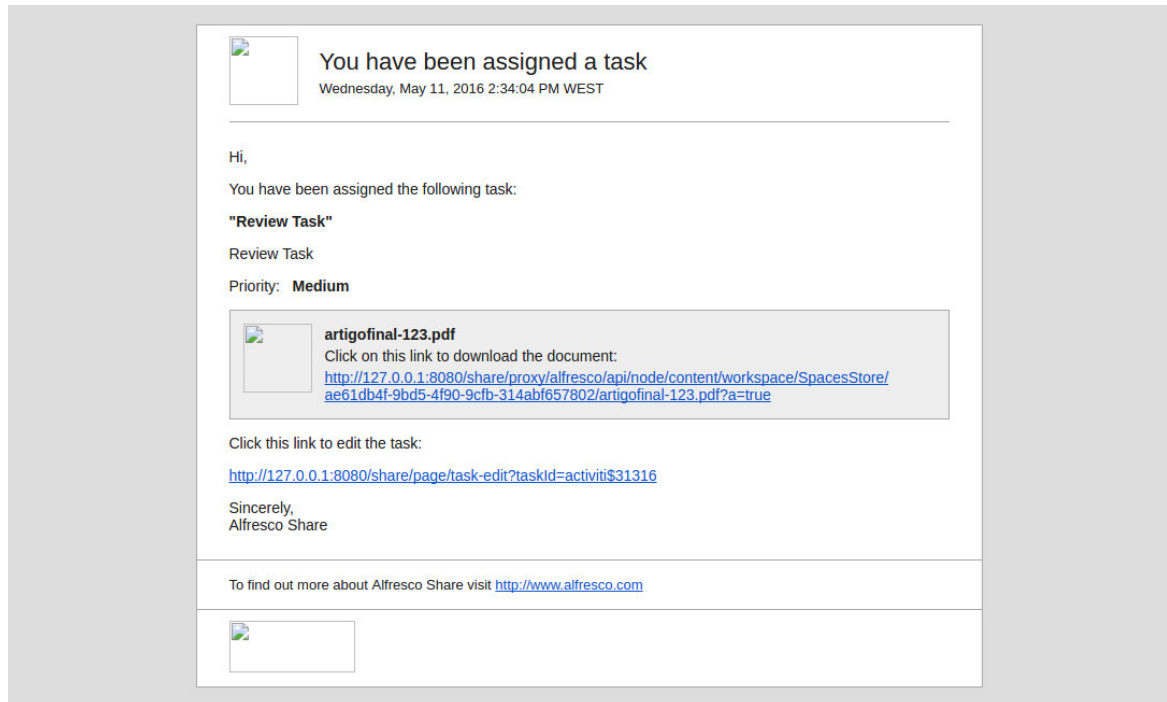 You have been assigned a task
Wednesday, May 11, 2016 2:34:04 PM WEST
Hi,
You have been assigned the following task:
"Review Task"
Review Task
Priority: Medium
artigofinal-123.pdf
Click on this link to download the document:
http://127.0.0.1:8080/share/proxy/alfresco/api/node/content/workspace/SpacesStore/
ae61db4f-9bd5-4f90-9cfb-314abf657802/artigofinal-123.pdf?a=true
Click this link to edit the task:
http://127.0.0.1:8080/share/page/task-edit?taskId=activiti$31316
Sincerely,
Alfresco Share
To find out more about Alfresco Share visit http://www.alfresco.com